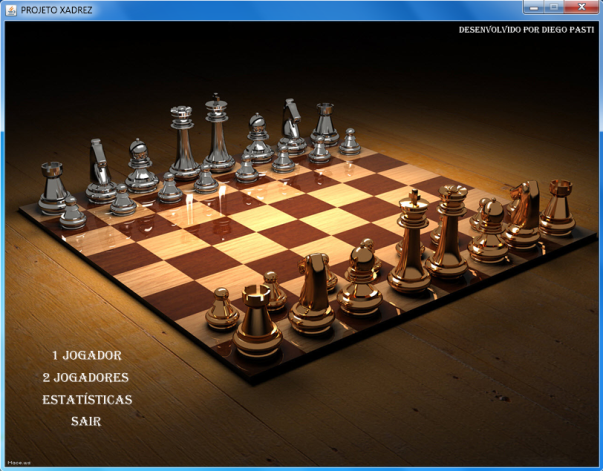 PROJETO XADREZ
DESENVOLVIDO POR DIEGO PASTI
1 JOGADOR
2 JOGADORES
ESTATÍSTICAS
SAIR